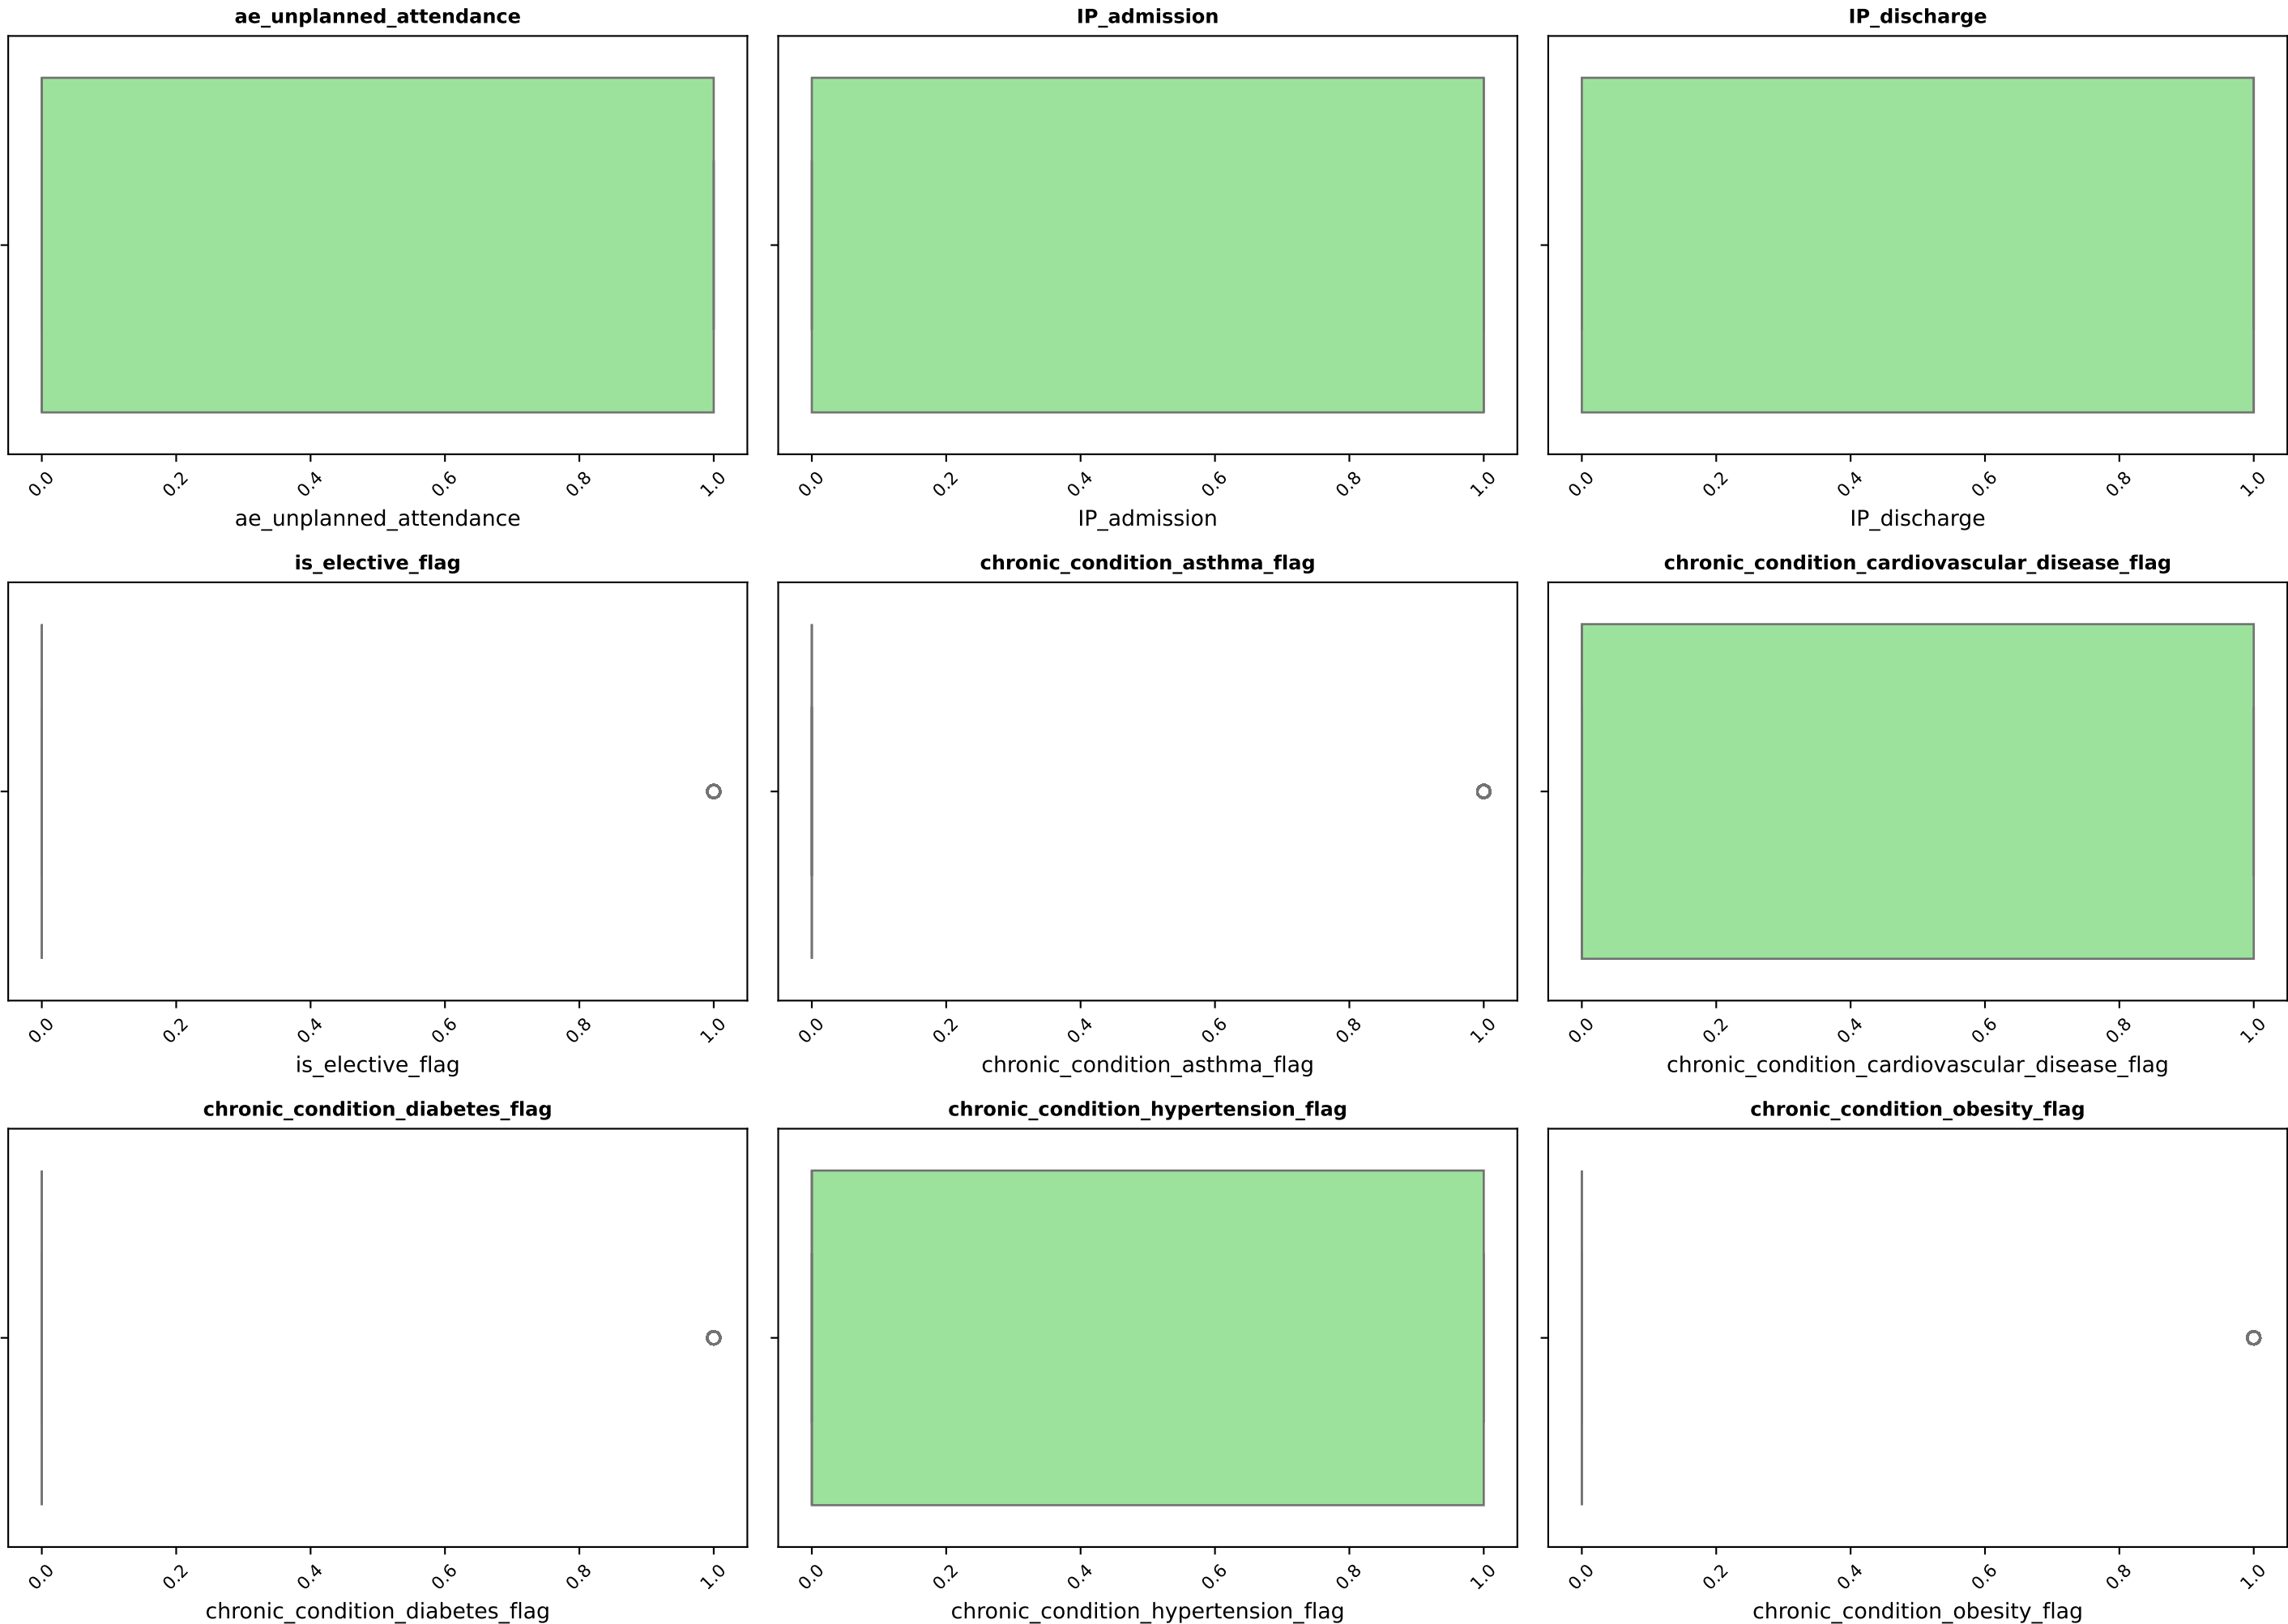 ae_unplanned_attendance
IP_admission
IP_discharge
0.0 0.2 0.4 0.6 0.8 1.0
0.0 0.2 0.4 0.6 0.8 1.0
0.0 0.2 0.4 0.6 0.8 1.0
ae_unplanned_attendance
IP_admission
IP_discharge
is_elective_flag
chronic_condition_asthma_flag
chronic_condition_cardiovascular_disease_flag
0.0 0.2 0.4 0.6 0.8 1.0
0.0 0.2 0.4 0.6 0.8 1.0
0.0 0.2 0.4 0.6 0.8 1.0
is_elective_flag
chronic_condition_asthma_flag
chronic_condition_cardiovascular_disease_flag
chronic_condition_diabetes_flag
chronic_condition_hypertension_flag
chronic_condition_obesity_flag
0.0 0.2 0.4 0.6 0.8 1.0
0.0 0.2 0.4 0.6 0.8 1.0
0.0 0.2 0.4 0.6 0.8 1.0
chronic_condition_diabetes_flag
chronic_condition_hypertension_flag
chronic_condition_obesity_flag